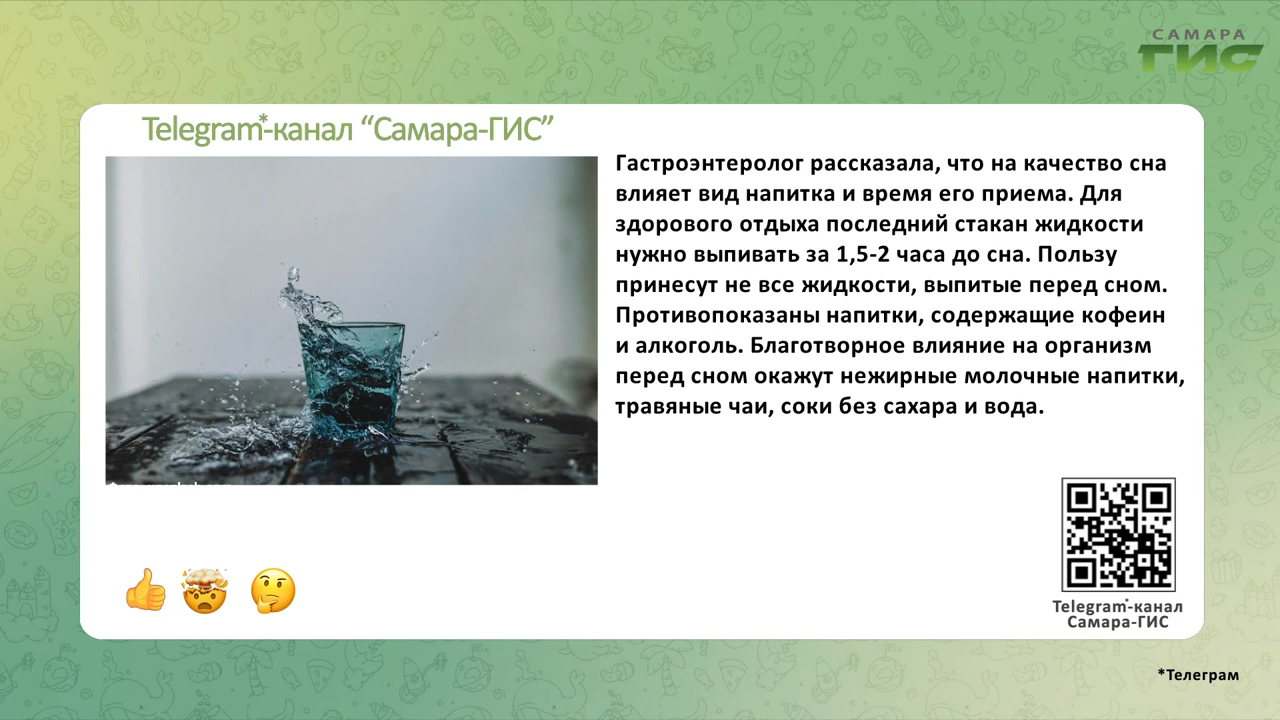 САМАРА
ГИС
Telegram*-канал “Самара-ГИС”
Гастроэнтеролог рассказала, что на качество сна
влияет вид напитка и время его приема. Для
здорового отдыха последний стакан жидкости
нужно выпивать за 1,5-2 часа до сна. Пользу
принесут не все жидкости, выпитые перед сном.
Противопоказаны напитки, содержащие кофеин
и алкоголь. Благотворное влияние на организм
перед сном окажут нежирные молочные напитки,
травяные чаи, соки без сахара и вода.
Telegram*-канал
Самара-ГИС
*Телеграм